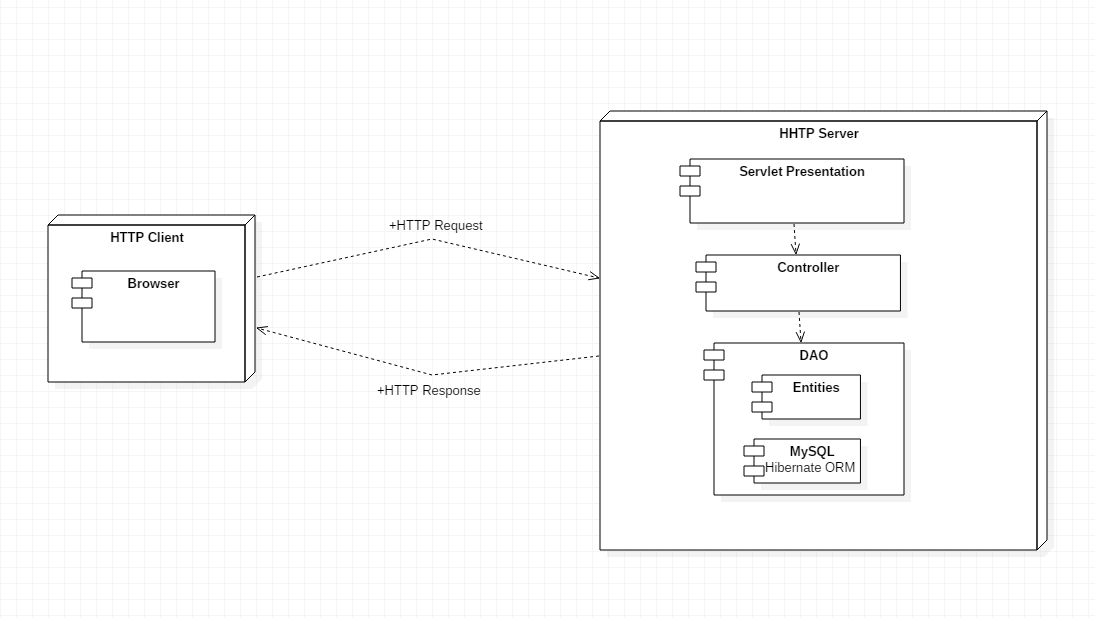 HTTP Client
Browser
+HTTP Request
+HTTP Response
HHTP Server
Servlet Presentation
Controller
DAO
Entities
MySQL
Hibernate ORM